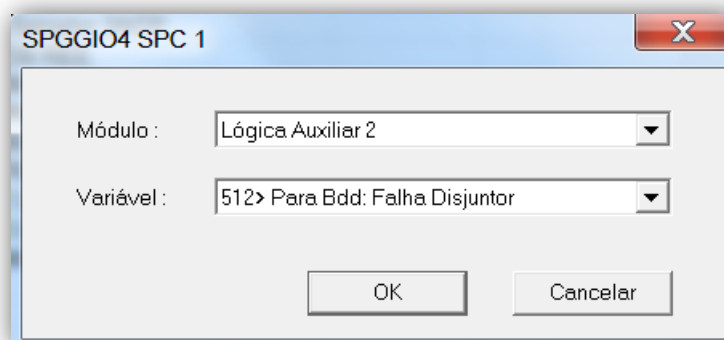 SPGGIO4 SPC 1
Módulo : Lógica Auxiliar 2
Variável : 512> Para Bdd: Falha Disjuntor
OK Cancelar